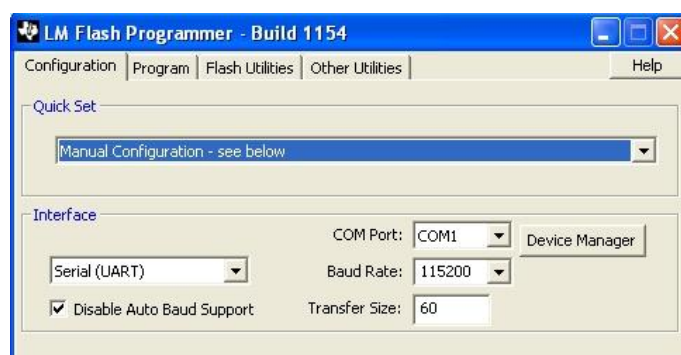 LM Flash Programmer - Build 1154
Configuration Program Flash Utilities Other Utilities Help
Quick Set
Manual Configuration - see below
Interface
COM Port: COM1 Device Manager
Serial (UART) Baud Rate: 115200
Disable Auto Baud Support Transfer Size: 60